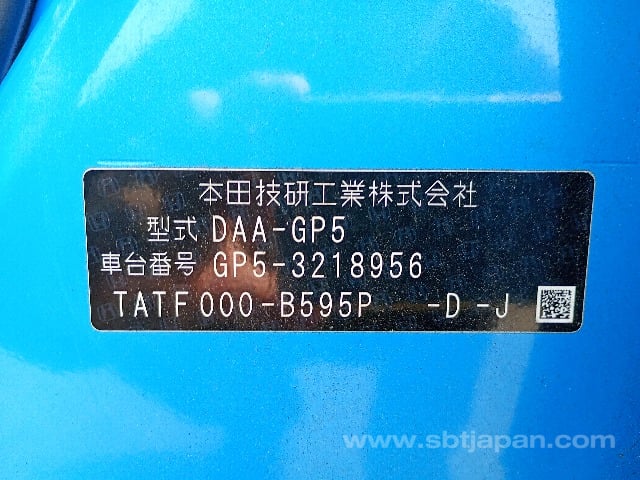 本田技研工業株式会社
型式 DAA-GP5
車台番号 GP5-3218956
TATF000-B595P -D -J
www.sbtjapan.com